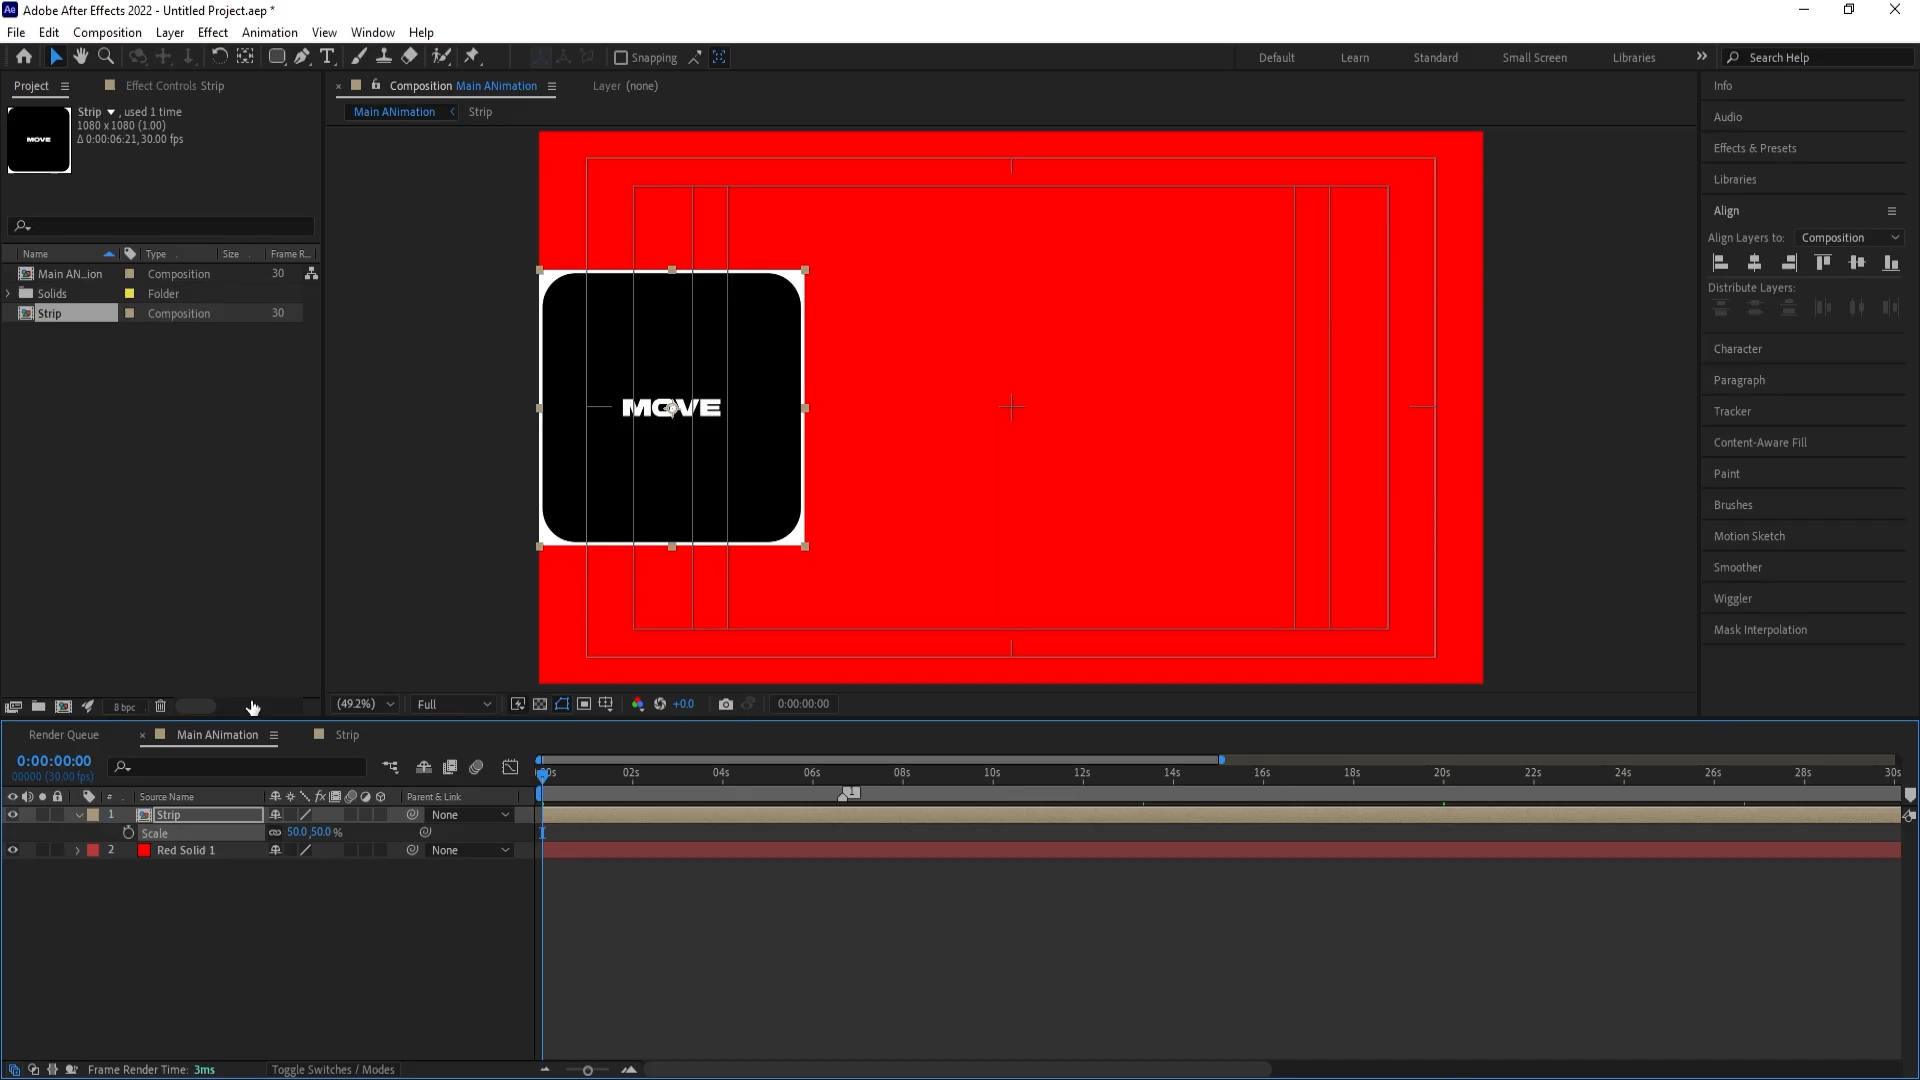 Adobe After Effects 2022 - Untitled Project.aep *
File Edit Composition Layer Effect Animation View Window Help
Snapping
Default Learn Standard Small Screen Libraries
Search Help
Project
Effect Controls Strip
Composition Main ANimation
Layer (none)
Main ANimation
Strip
Strip , used 1 time
1080 x 1080 (1.00)
Δ 0:00:06:21, 30.00 fps
Name Type Size Frame R...
Main AN_ion Composition 30
Solids Folder
Strip Composition 30
MOVE
MOVE
Info
Audio
Effects & Presets
Libraries
Align
Align Layers to: Composition
Distribute Layers:
Character
Paragraph
Tracker
Content-Aware Fill
Paint
Brushes
Motion Sketch
Smoother
Wiggler
Mask Interpolation
8 bpc
(49.2%) Full +0.0 0:00:00:00
Render Queue Main ANimation Strip
0:00:00:00
00000 (30.00 fps)
02s 04s 06s 08s 10s 12s 14s 16s 18s 20s 22s 24s 26s 28s 30s
# Source Name Parent & Link
1
1 Strip None
Scale 50.0,50.0 %
2 Red Solid 1 None
Frame Render Time: 3ms
Toggle Switches / Modes